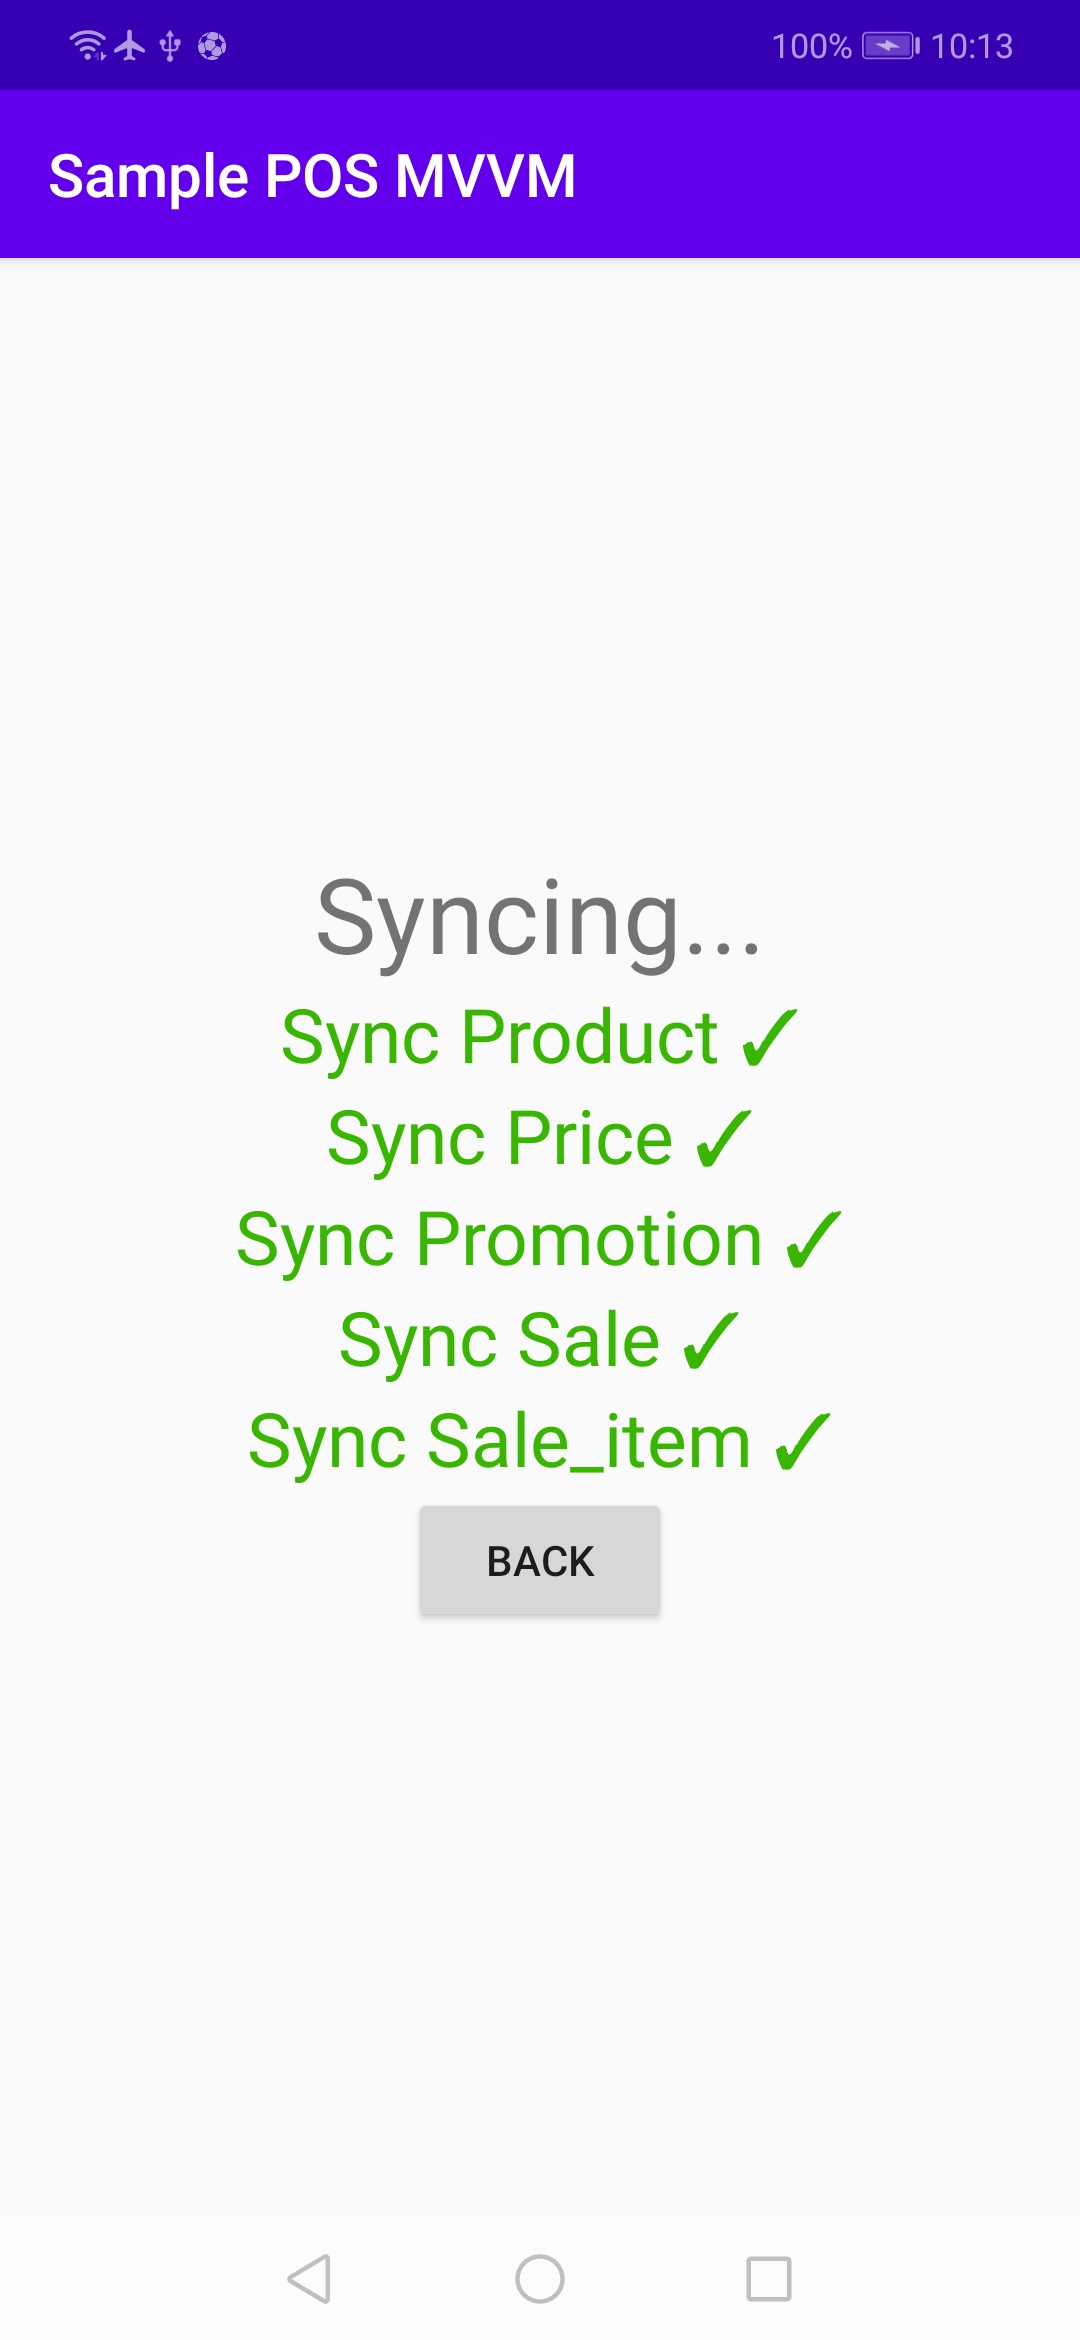 100% 10:13
Sample POS MVVM
Syncing...
Sync Product ✓
Sync Price ✓
Sync Promotion ✓
Sync Sale ✓
Sync Sale_item ✓
BACK